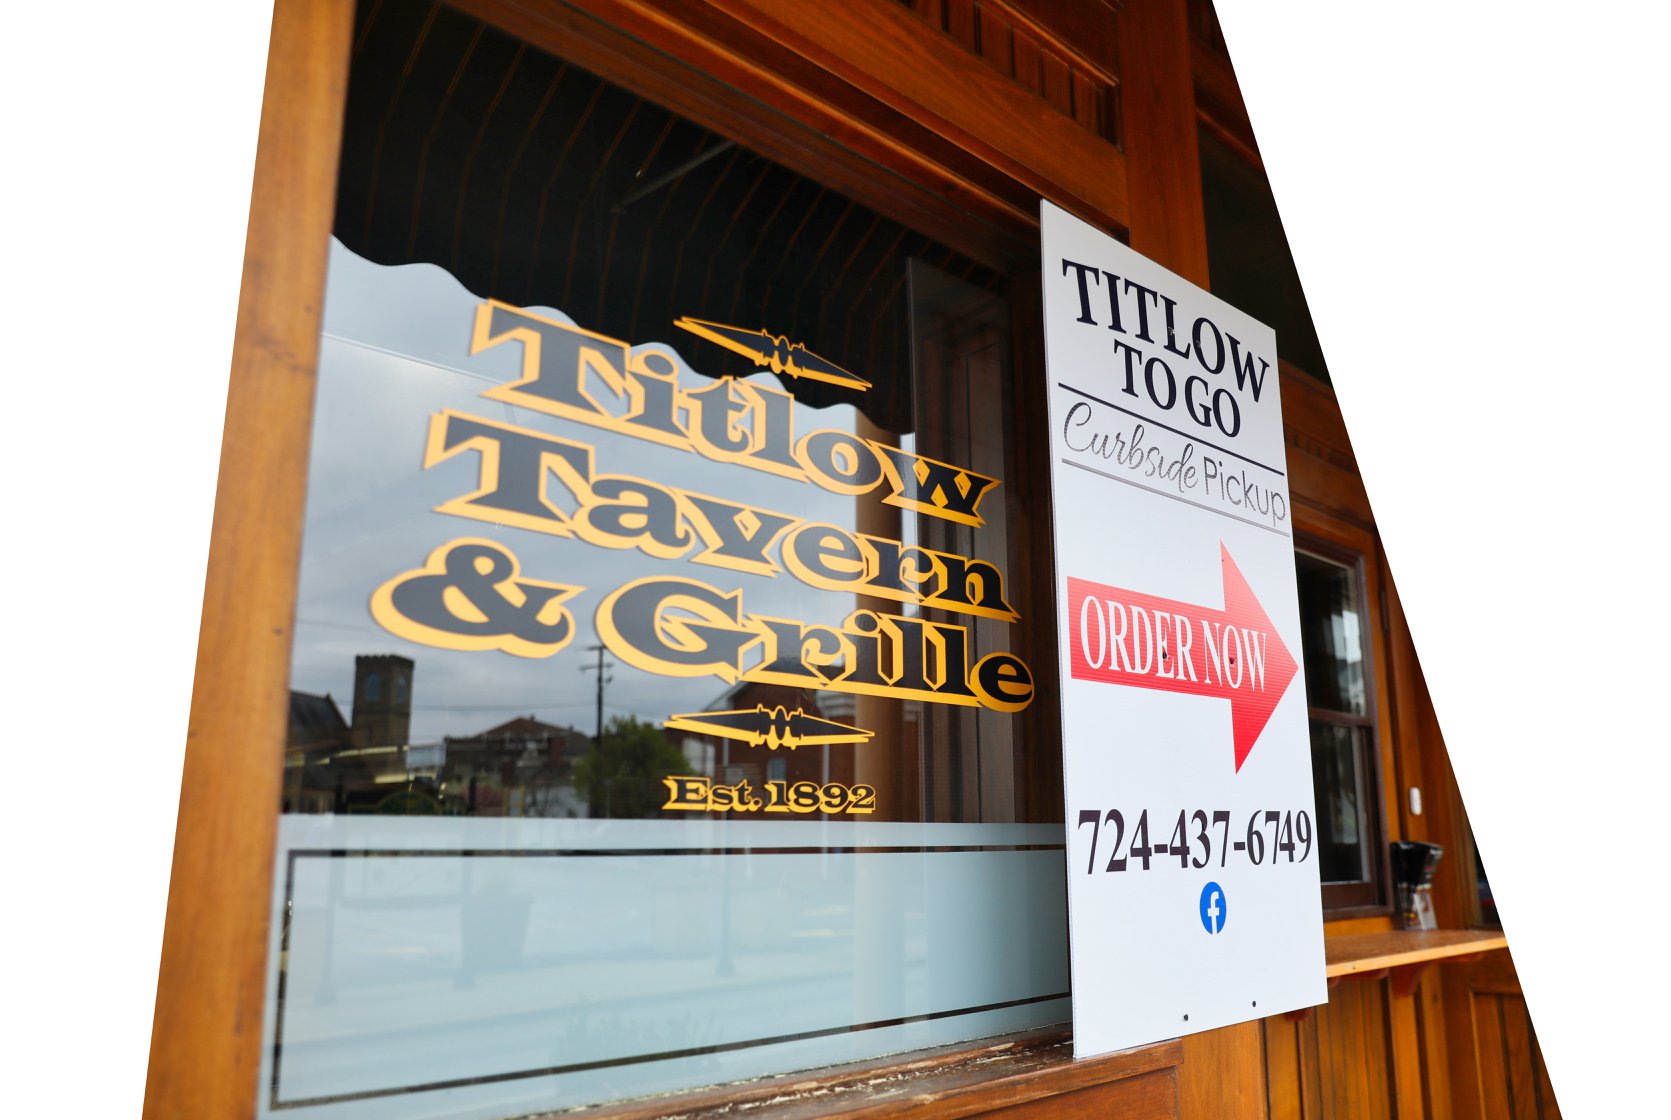 Titlow
Tavern
& Grille
Est. 1892
TITLOW
TO GO
Curbside Pickup
ORDER NOW
724-437-6749